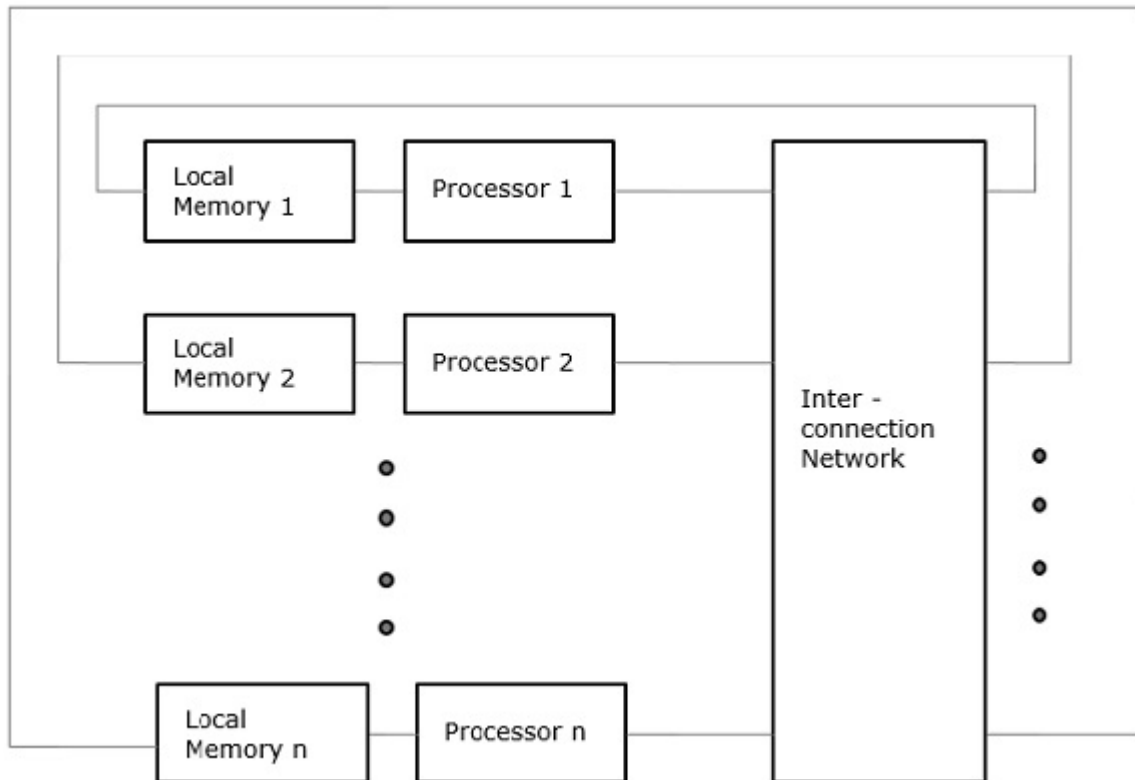 Local
Memory 1
Processor 1
Local
Memory 2
Processor 2
Inter -
connection
Network
Local
Memory n
Processor n